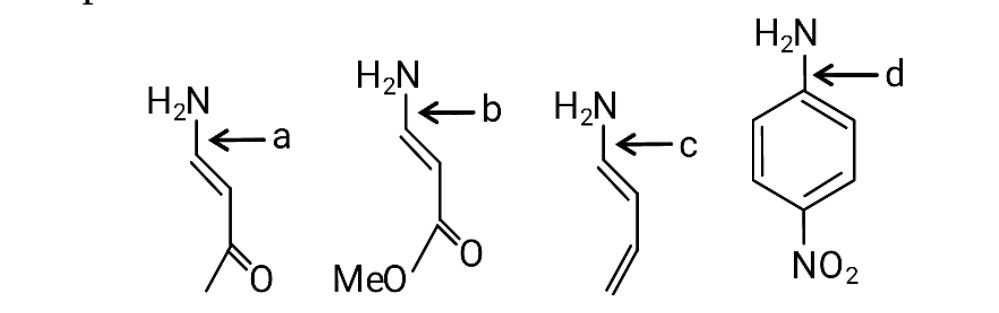 H₂N ← a O
H₂N ← b O MeO
H₂N ← c
H₂N ← d NO₂